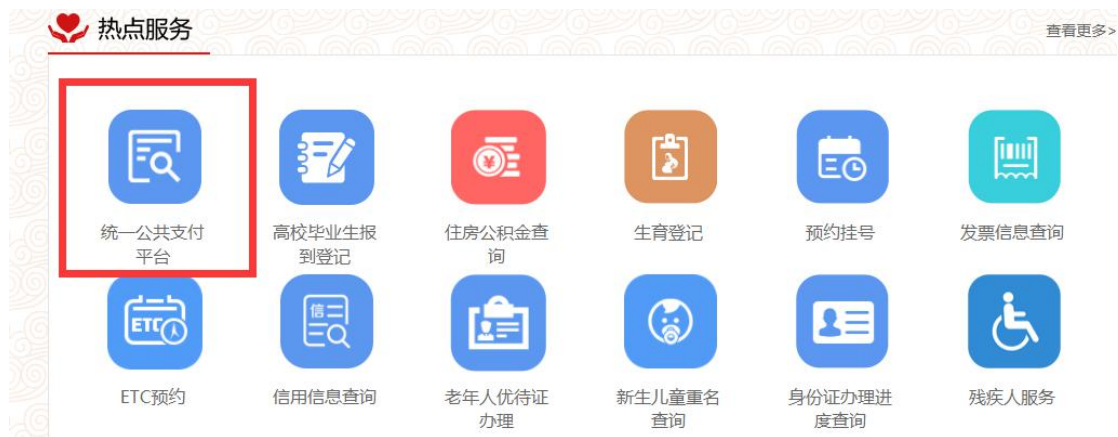 热点服务
查看更多>
统一公共支付
平台
高校毕业生报
到登记
住房公积金查
询
生育登记
预约挂号
发票信息查询
ETC
信
ETC预约
信用信息查询
老年人优待证
办理
新生儿童重名
查询
身份证办理进
度查询
残疾人服务